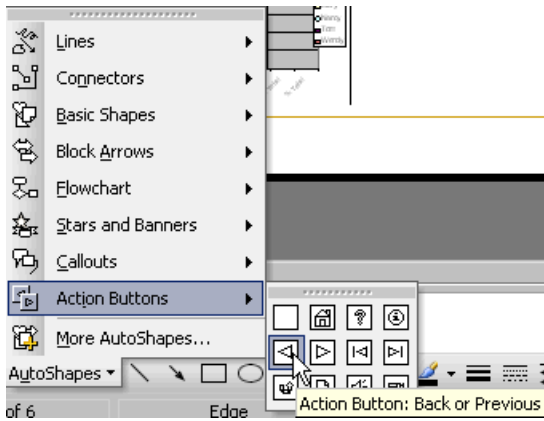 Lines
Connectors
Basic Shapes
Block Arrows
Flowchart
Stars and Banners
Callouts
Action Buttons
More AutoShapes...
AutoShapes
Action Button: Back or Previous
of 6
Edge